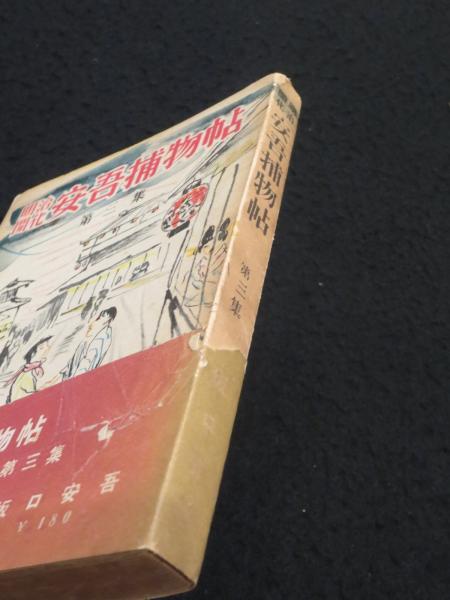 明治開化 安吾捕物帖
第三集
物帖
第三集
坂口安吾
¥180
安吾捕物帖 第三集